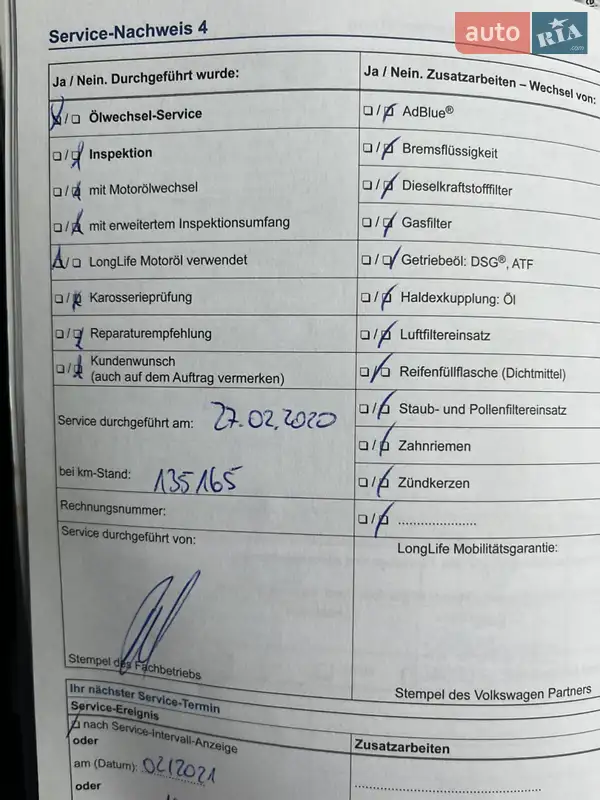 auto RIA .com
Service-Nachweis 4
Ja / Nein. Durchgeführt wurde:
Ölwechsel-Service
Inspektion
mit Motorölwechsel
mit erweitertem Inspektionsumfang
LongLife Motoröl verwendet
Karosserieprüfung
Reparaturempfehlung
Kundenwunsch
(auch auf dem Auftrag vermerken)
Service durchgeführt am: 27.02.2020
bei km-Stand: 135165
Rechnungsnummer:
Service durchgeführt von:
Stempel des Fachbetriebs
Ja / Nein. Zusatzarbeiten – Wechsel von:
AdBlue®
Bremsflüssigkeit
Dieselkraftstofffilter
Gasfilter
Getriebeöl: DSG®, ATF
Haldexkupplung: Öl
Luftfiltereinsatz
Reifenfüllflasche (Dichtmittel)
Staub- und Pollenfiltereinsatz
Zahnriemen
Zündkerzen
.....................
LongLife Mobilitätsgarantie:
Stempel des Volkswagen Partners
Ihr nächster Service-Termin
Service-Ereignis
nach Service-Intervall-Anzeige
oder
am (Datum): 02/2021
oder
Zusatzarbeiten